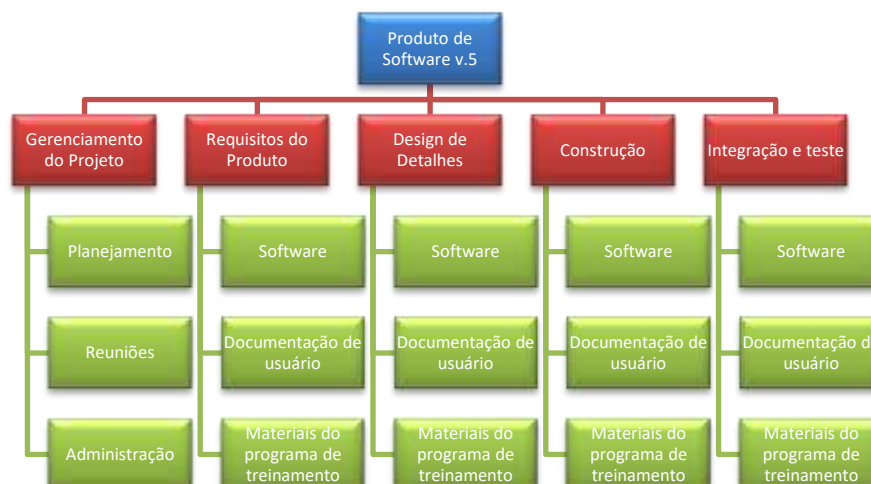 Produto de
Software v.5
Gerenciamento
do Projeto
Requisitos do
Produto
Design de
Detalhes
Construção
Integração e teste
Planejamento
Software
Software
Software
Software
Reuniões
Documentação de
usuário
Documentação de
usuário
Documentação de
usuário
Documentação de
usuário
Administração
Materiais do
programa de
treinamento
Materiais do
programa de
treinamento
Materiais do
programa de
treinamento
Materiais do
programa de
treinamento